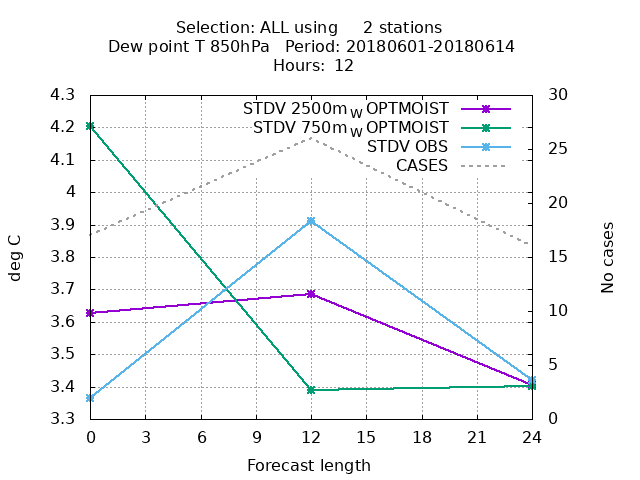 Selection: ALL using 2 stations
Dew point T 850hPa Period: 20180601-20180614
Hours: 12
STDV 2500m_W OPTMOIST
STDV 750m_W OPTMOIST
STDV OBS
CASES
deg C
4.3
4.2
4.1
4
3.9
3.8
3.7
3.6
3.5
3.4
3.3
30
25
20
15
10
5
0
No cases
0 3 6 9 12 15 18 21 24
Forecast length